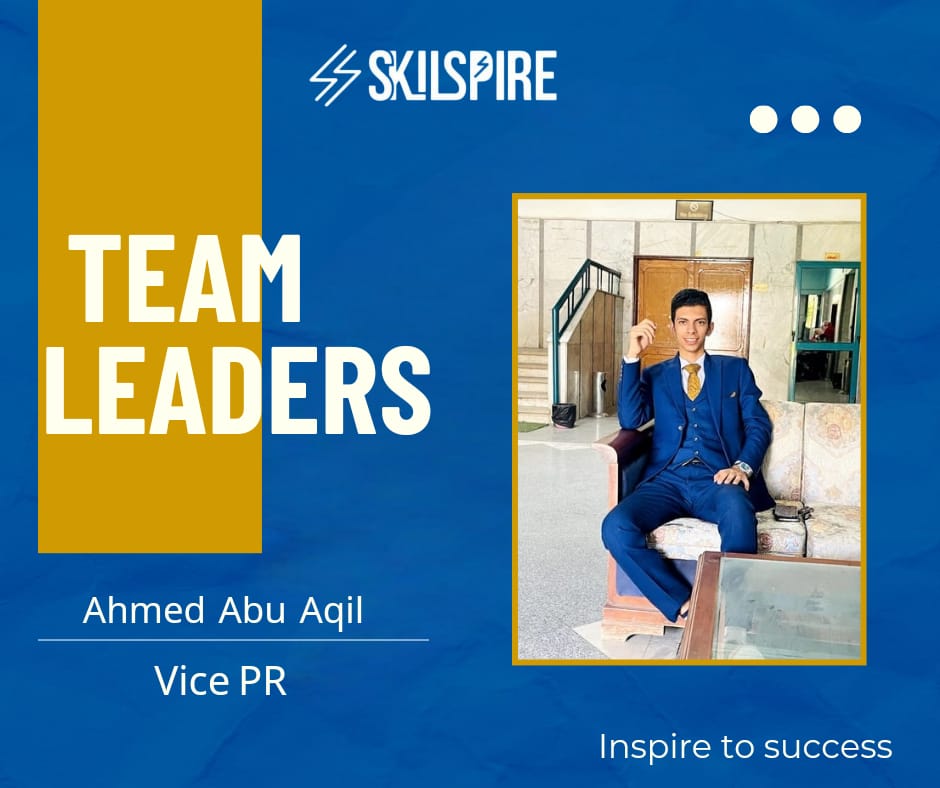 SKILSPIRE
TEAM
LEADERS
Ahmed Abu Aqil
Vice PR
Inspire to success